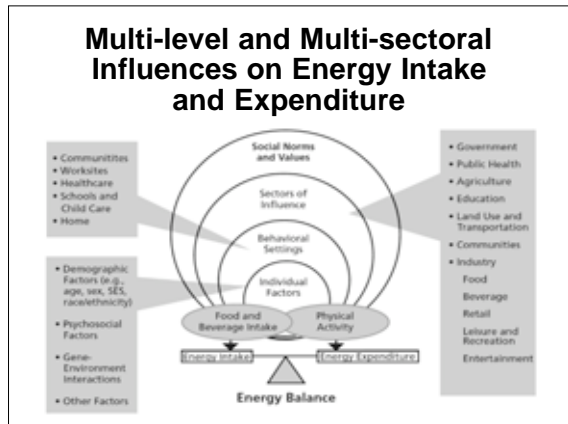 Multi-level and Multi-sectoral
Influences on Energy Intake
and Expenditure
• Communitites
• Worksites
• Healthcare
• Schools and
Child Care
• Home
• Demographic
Factors (e.g.,
age, sex, SES,
race/ethnicity)
• Psychosocial
Factors
• Gene-
Environment
Interactions
• Other Factors
Social Norms
and Values
Sectors of
Influence
Behavioral
Settings
Individual
Factors
Food and
Beverage Intake
Physical
Activity
Energy Intake
Energy Expenditure
Energy Balance
• Government
• Public Health
• Agriculture
• Education
• Land Use and
Transportation
• Communities
• Industry
Food
Beverage
Retail
Leisure and
Recreation
Entertainment